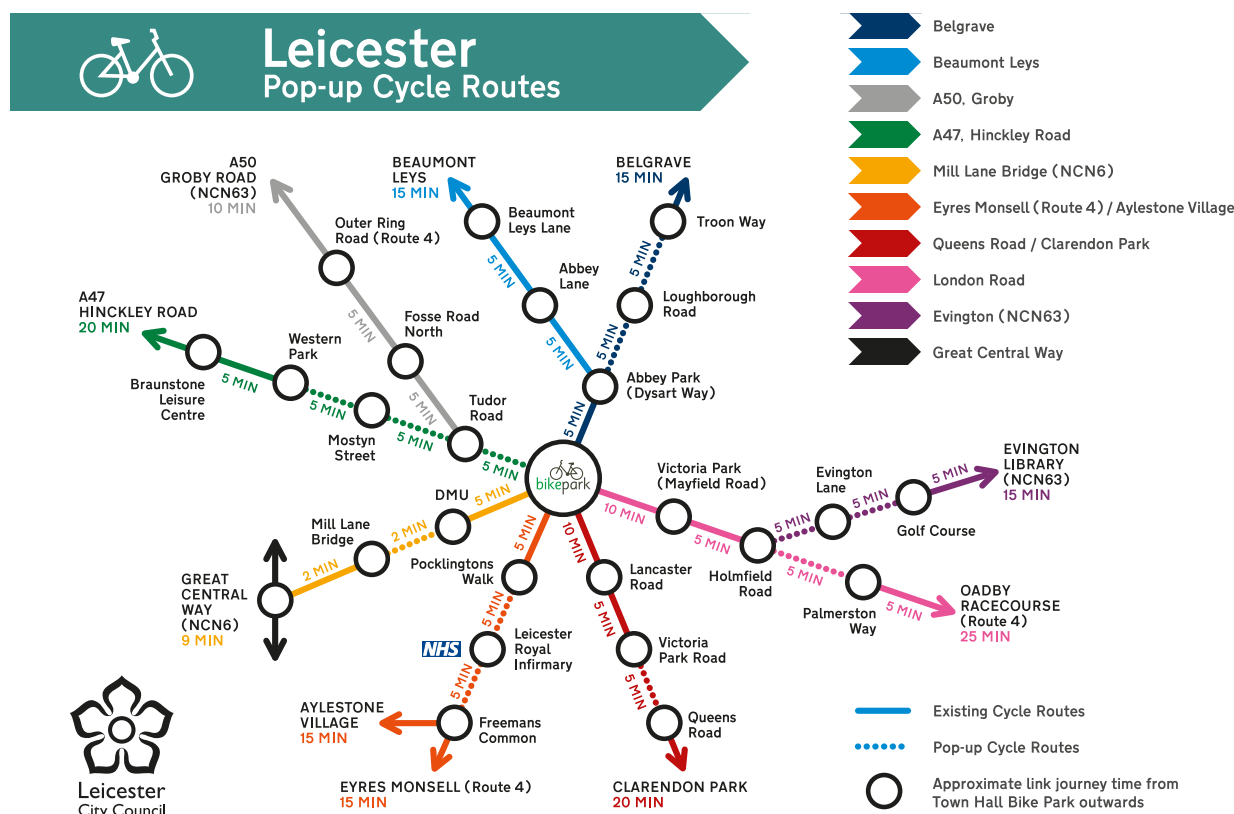 Leicester
Pop-up Cycle Routes
Belgrave
Beaumont Leys
A50, Groby
A47, Hinckley Road
Mill Lane Bridge (NCN6)
Eyres Monsell (Route 4) / Aylestone Village
Queens Road / Clarendon Park
London Road
Evington (NCN63)
Great Central Way
A50
GROBY ROAD
(NCN63)
10 MIN
Outer Ring
Road (Route 4)
5 MIN
Fosse Road
North
5 MIN
BEAUMONT
LEYS
15 MIN
Beaumont
Leys Lane
5 MIN
Abbey
Lane
5 MIN
BELGRAVE
15 MIN
Troon Way
5 MIN
Loughborough
Road
5 MIN
Abbey Park
(Dysart Way)
5 MIN
A47
HINCKLEY ROAD
20 MIN
Braunstone
Leisure
Centre
5 MIN
Western
Park
5 MIN
Mostyn
Street
5 MIN
Tudor
Road
5 MIN
bikepark
DMU
5 MIN
2 MIN
Mill Lane
Bridge
2 MIN
GREAT
CENTRAL
WAY
(NCN6)
9 MIN
5 MIN
Pocklingtons
Walk
5 MIN
NHS
Leicester
Royal
Infirmary
5 MIN
Freemans
Common
AYLESTONE
VILLAGE
15 MIN
EYRES MONSELL (Route 4)
15 MIN
10 MIN
Lancaster
Road
5 MIN
Victoria
Park Road
5 MIN
Queens
Road
CLARENDON PARK
20 MIN
10 MIN
Victoria Park
(Mayfield Road)
5 MIN
Holmfield
Road
5 MIN
Evington
Lane
5 MIN
Golf Course
5 MIN
EVINGTON
LIBRARY
(NCN63)
15 MIN
5 MIN
Palmerston
Way
5 MIN
OADBY
RACECOURSE
(Route 4)
25 MIN
Existing Cycle Routes
Pop-up Cycle Routes
Approximate link journey time from
Town Hall Bike Park outwards
Leicester
City Council